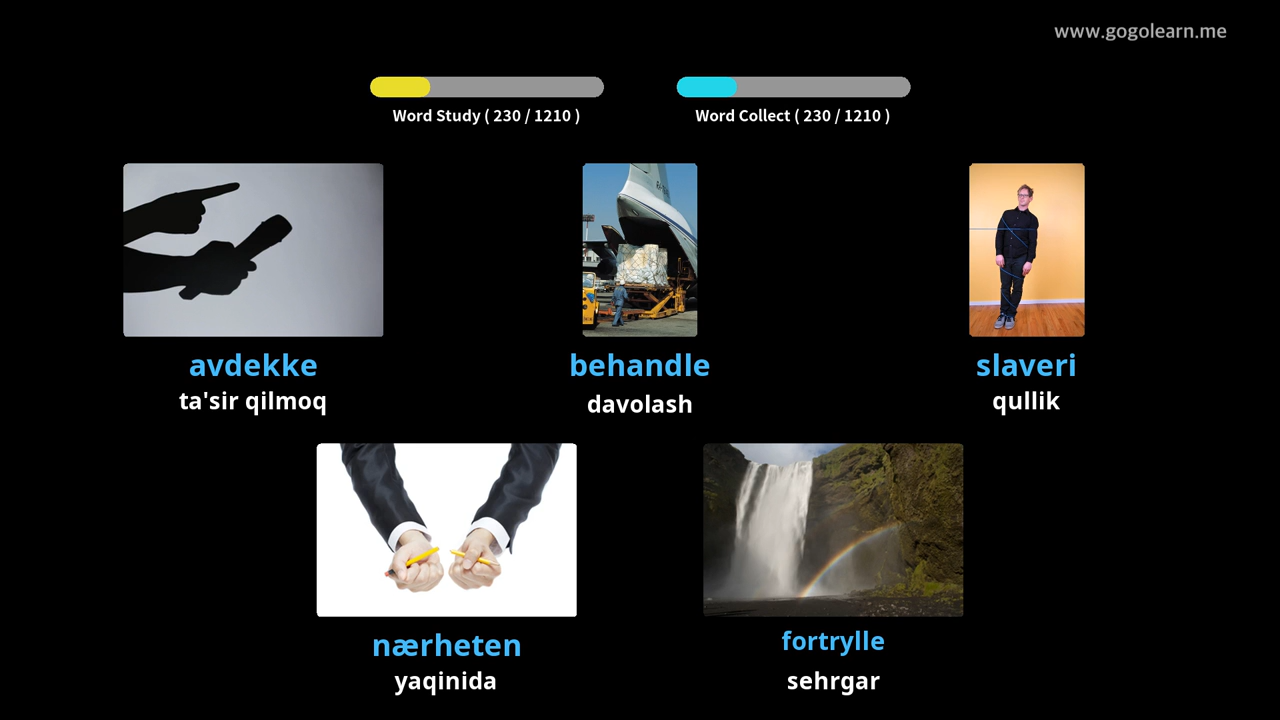 www.gogolearn.me
Word Study ( 230 / 1210 )
Word Collect ( 230 / 1210 )
avdekke
ta'sir qilmoq
behandle
davolash
slaveri
qullik
nærheten
yaqinida
fortrylle
sehrgar